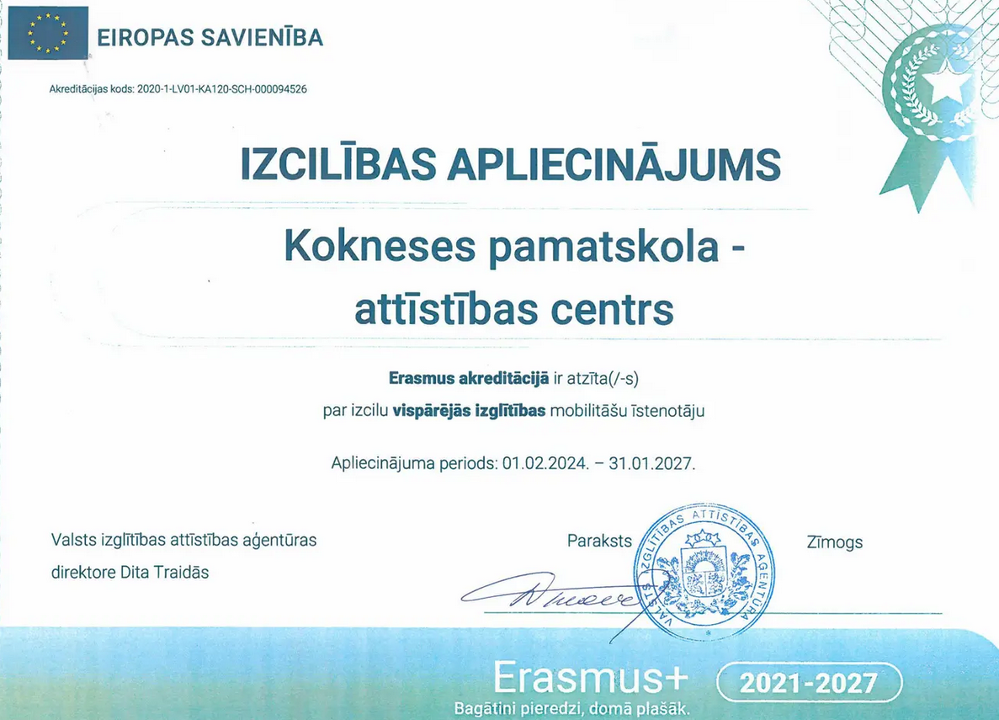 EIROPAS SAVIENĪBA
Akreditācijas kods: 2020-1-LV01-KA120-SCH-000094526
IZCILĪBAS APLIECINĀJUMS
Kokneses pamatskola -
attīstības centrs
Erasmus akreditācijā ir atzīta(/-s)
par izcilu vispārējās izglītības mobilitāšu īstenotāju
Apliecinājuma periods: 01.02.2024. – 31.01.2027.
Valsts izglītības attīstības aģentūras
direktore Dita Traidās
Paraksts
VALSTS IZGLĪTĪBAS ATTĪSTĪBAS AĢENTŪRA
Zīmogs
Erasmus+ 2021-2027
Bagātini pieredzi, domā plašāk.